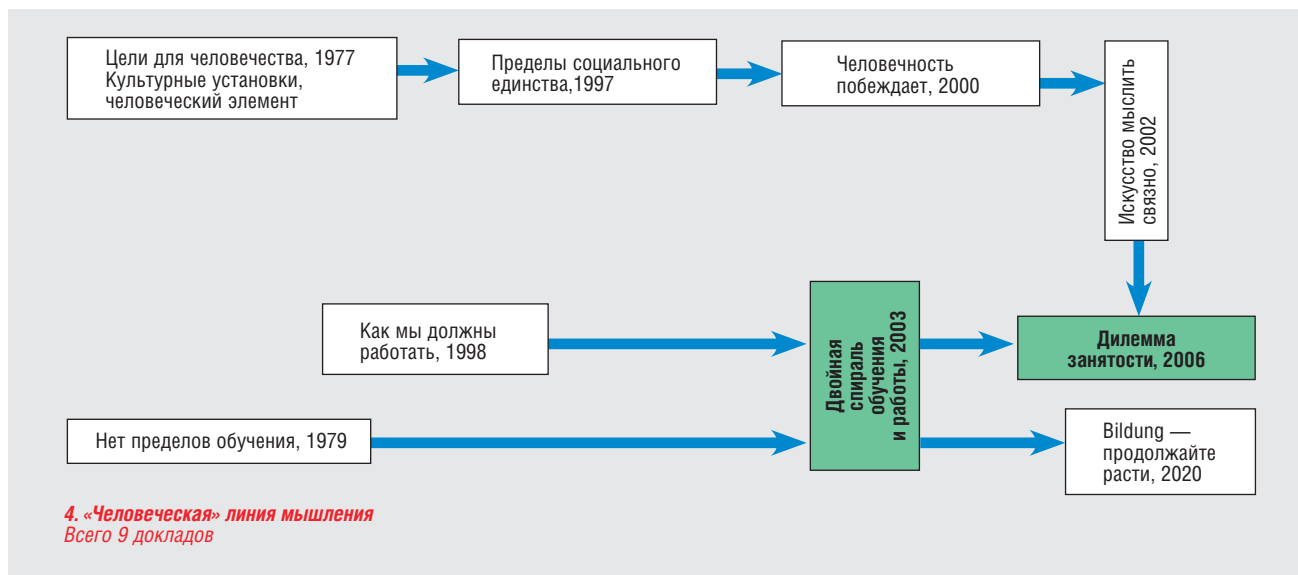 Цели для человечества, 1977
Культурные установки,
человеческий элемент
Пределы социального
единства,1997
Человечность
побеждает, 2000
Искусство мыслить
связно, 2002
Как мы должны
работать, 1998
Двойная
спираль
обучения
и работы, 2003
Дилемма
занятости, 2006
Нет пределов обучения, 1979
Bildung —
продолжайте
расти, 2020
4. «Человеческая» линия мышления
Всего 9 докладов